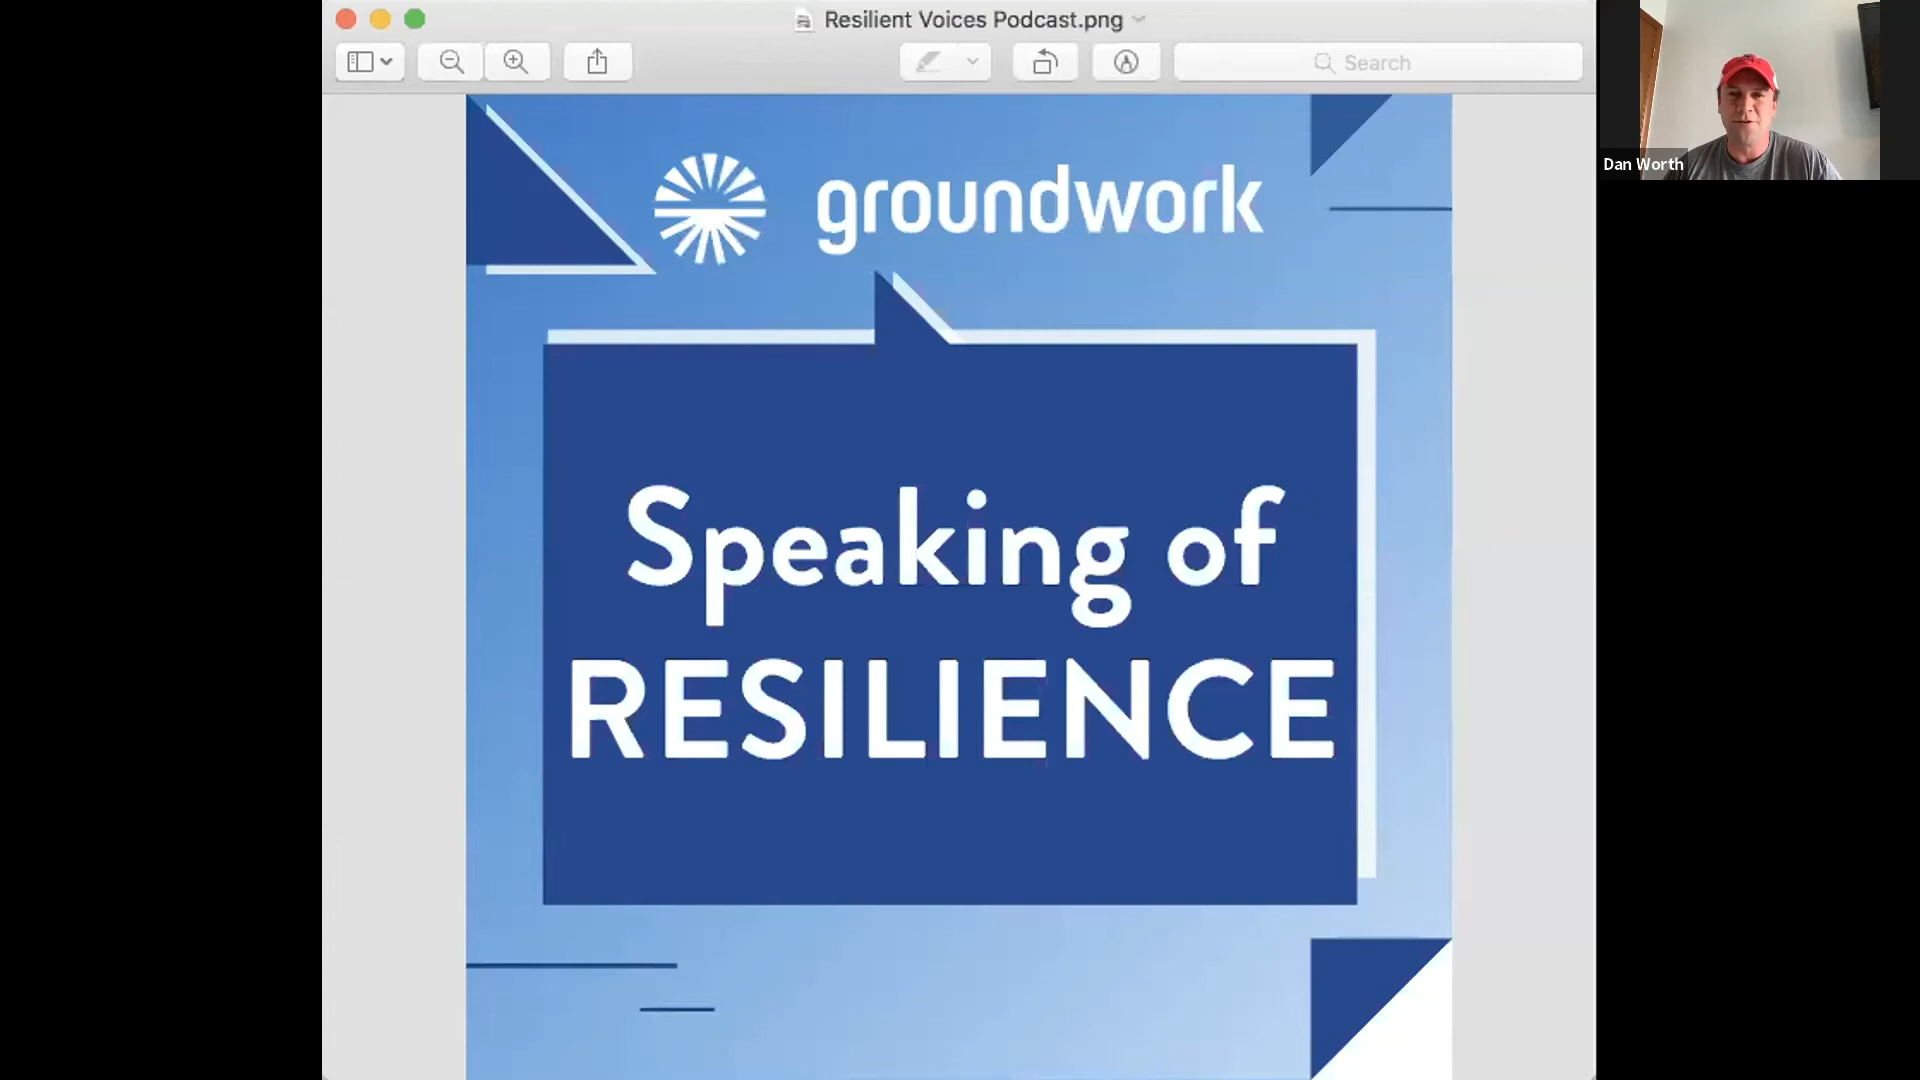 Resilient Voices Podcast.png
Search
Dan Worth
groundwork
Speaking of
RESILIENCE